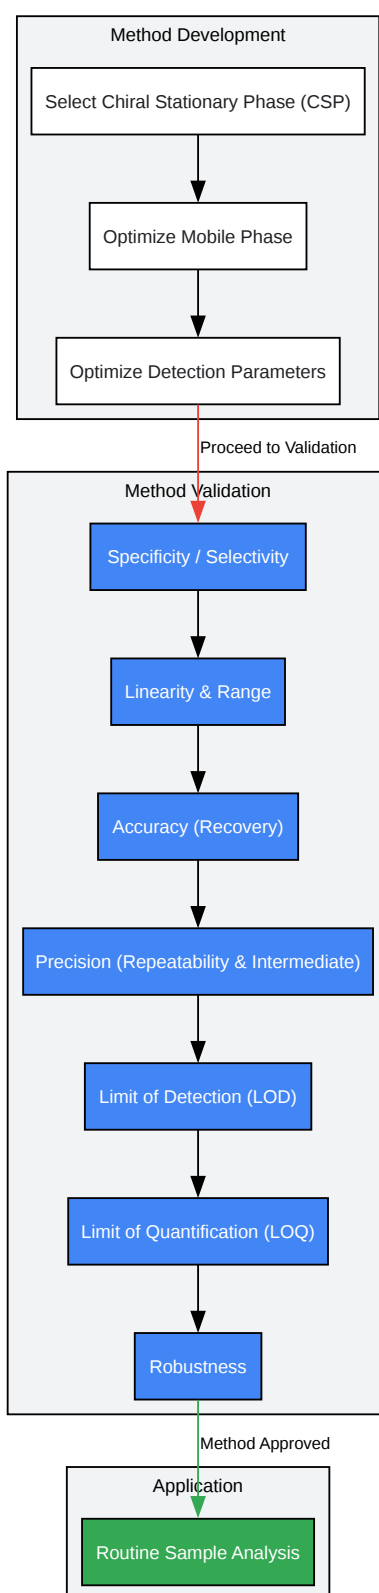 Method Development
Select Chiral Stationary Phase (CSP)
Optimize Mobile Phase
Optimize Detection Parameters
Proceed to Validation
Method Validation
Specificity / Selectivity
Linearity & Range
Accuracy (Recovery)
Precision (Repeatability & Intermediate)
Limit of Detection (LOD)
Limit of Quantification (LOQ)
Robustness
Method Approved
Application
Routine Sample Analysis